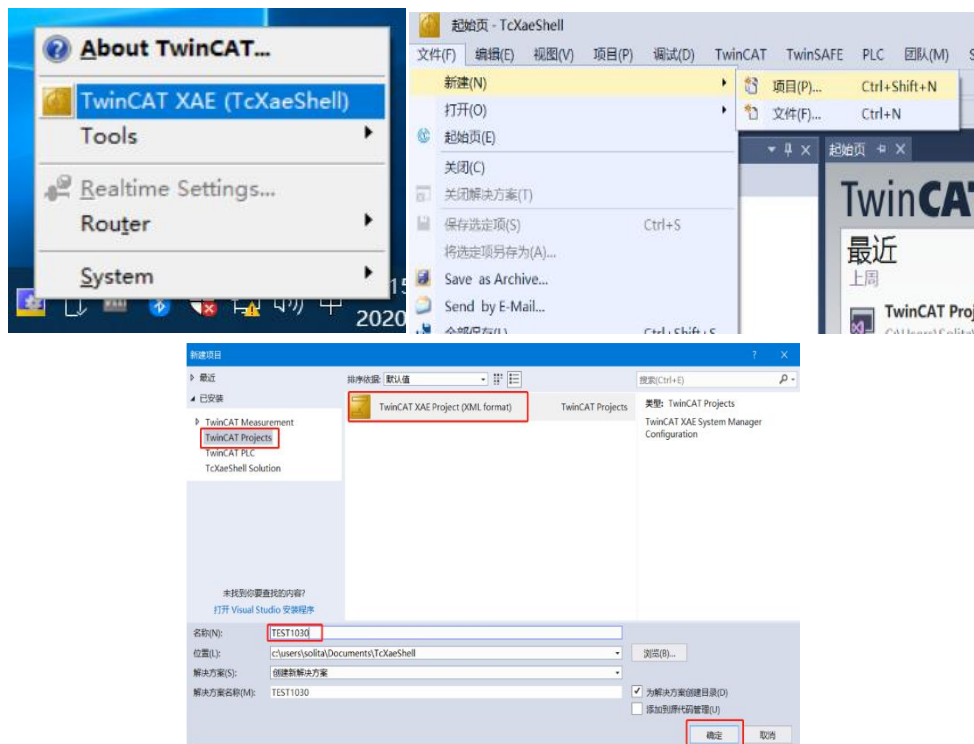 About TwinCAT...
TwinCAT XAE (TcXaeShell)
Tools
Realtime Settings...
Router
System
中
15
2020
起始页 - TcXaeShell
文件(F) 编辑(E) 视图(V) 项目(P) 调试(D) TwinCAT TwinSAFE PLC 团队(M) S
新建(N)
项目(P)... Ctrl+Shift+N
打开(O)
文件(F)... Ctrl+N
起始页(E)
起始页
关闭(C)
关闭解决方案(T)
TwinCAT
保存选定项(S) Ctrl+S
最近
将选定项另存为(A)...
上周
Save as Archive...
Send by E-Mail...
TwinCAT Proj
全部保存(L) Ctrl+Shift+S
C:\Users\Solita\
新建项目 ? X
最近
排序依据: 默认值
搜索(Ctrl+E)
已安装
TwinCAT Measurement
TwinCAT Projects
TwinCAT PLC
TcXaeShell Solution
TwinCAT XAE Project (XML format) TwinCAT Projects
类型: TwinCAT Projects
TwinCAT XAE System Manager
Configuration
未找到你要查找的内容?
打开 Visual Studio 安装程序
名称(N): TEST1030
位置(L): c:\users\solita\Documents\TcXaeShell 浏览(B)...
解决方案(S): 创建新解决方案
解决方案名称(M): TEST1030
为解决方案创建目录(D)
添加到源代码管理(U)
确定 取消